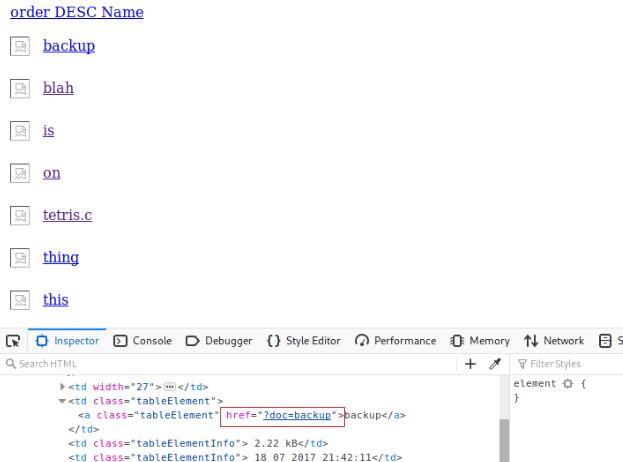 order DESC Name
backup
blah
is
on
tetris.c
thing
this
Inspector Console Debugger Style Editor Performance Memory Network S
Search HTML + Filter Styles
<td width="27"> </td>
<td class="tableElement">
<a class="tableElement" href="?doc=backup">backup</a>
</td>
<td class="tableElementInfo"> 2.22 kB</td>
<td class="tableElementInfo"> 18 07 2017 21:42:11</td>
element {
}